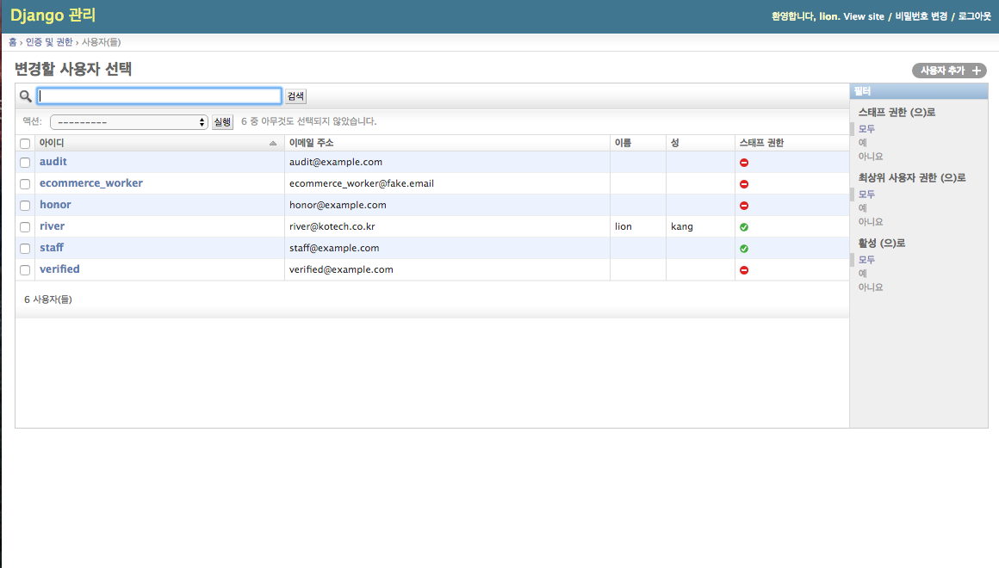 Django 관리
환영합니다, lion. View site / 비밀번호 변경 / 로그아웃
홈 › 인증 및 권한 › 사용자(들)
변경할 사용자 선택
사용자 추가 +
검색
액션: --------- 실행 6 중 아무것도 선택되지 않았습니다.
아이디 이메일 주소 이름 성 스태프 권한
audit audit@example.com
ecommerce_worker ecommerce_worker@fake.email
honor honor@example.com
river river@kotech.co.kr lion kang
staff staff@example.com
verified verified@example.com
6 사용자(들)
필터
스태프 권한 (으)로
모두
예
아니요
최상위 사용자 권한 (으)로
모두
예
아니요
활성 (으)로
모두
예
아니요